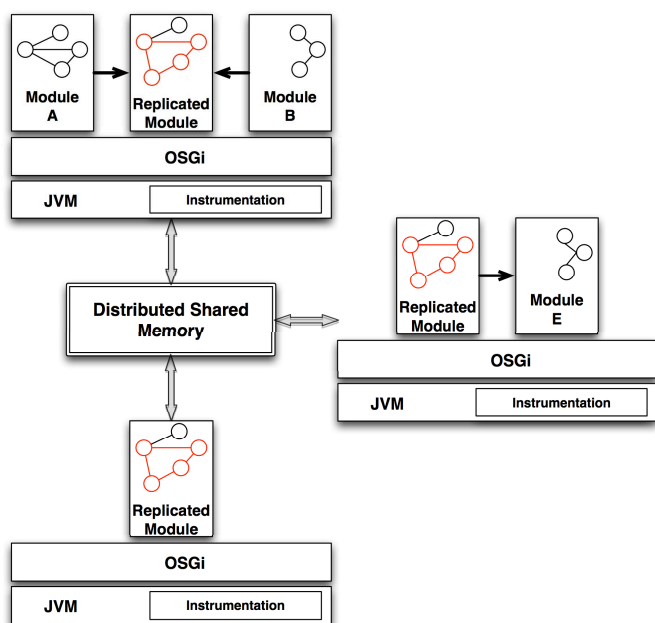 Module
A
Replicated
Module
Module
B
OSGi
JVM
Instrumentation
Distributed Shared
Memory
Replicated
Module
Module
E
OSGi
JVM
Instrumentation
Replicated
Module
OSGi
JVM
Instrumentation